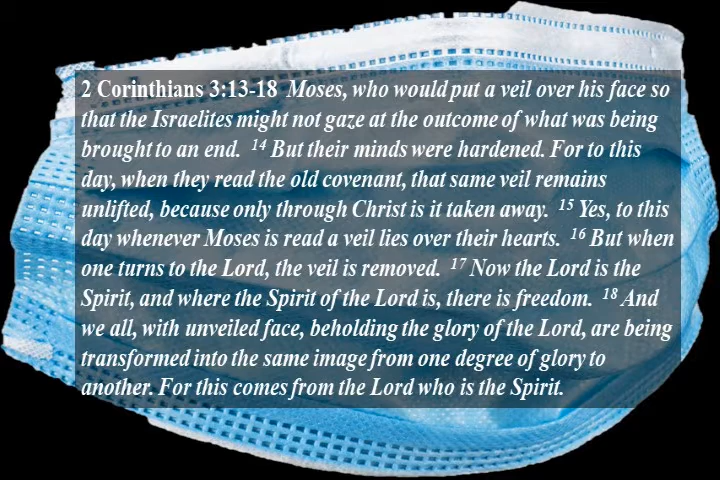 2 Corinthians 3:13-18 Moses, who would put a veil over his face so
that the Israelites might not gaze at the outcome of what was being
brought to an end. 14 But their minds were hardened. For to this
day, when they read the old covenant, that same veil remains
unlifted, because only through Christ is it taken away. 15 Yes, to this
day whenever Moses is read a veil lies over their hearts. 16 But when
one turns to the Lord, the veil is removed. 17 Now the Lord is the
Spirit, and where the Spirit of the Lord is, there is freedom. 18 And
we all, with unveiled face, beholding the glory of the Lord, are being
transformed into the same image from one degree of glory to
another. For this comes from the Lord who is the Spirit.